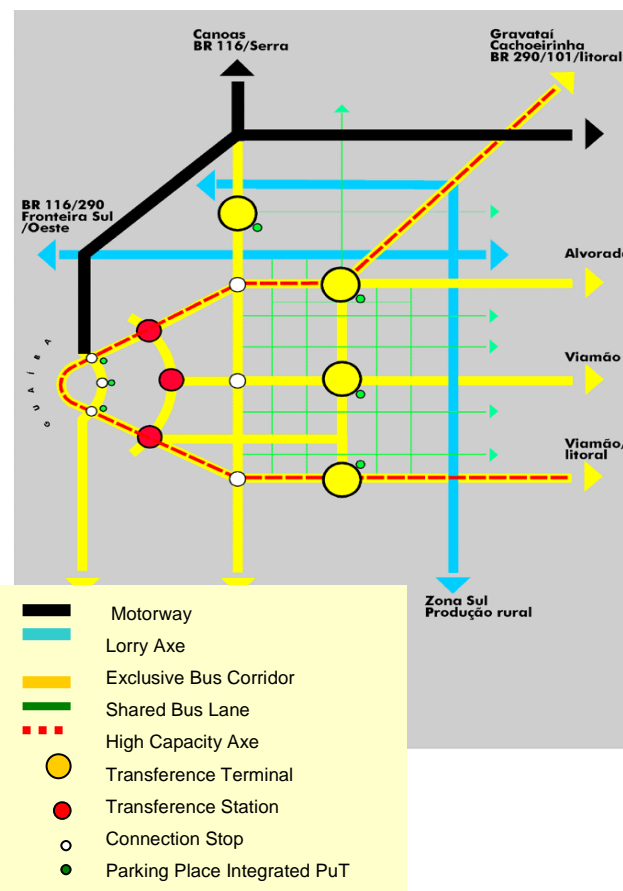 Canoas
BR 116/Serra
Gravataí
Cachoeirinha
BR 290/101/litoral
BR 116/290
Fronteira Sul
/Oeste
Alvorada
GUAÍBA
Viamão
Viamão/
litoral
Zona Sul
Produção rural
Motorway
Lorry Axe
Exclusive Bus Corridor
Shared Bus Lane
High Capacity Axe
Transference Terminal
Transference Station
Connection Stop
Parking Place Integrated PuT